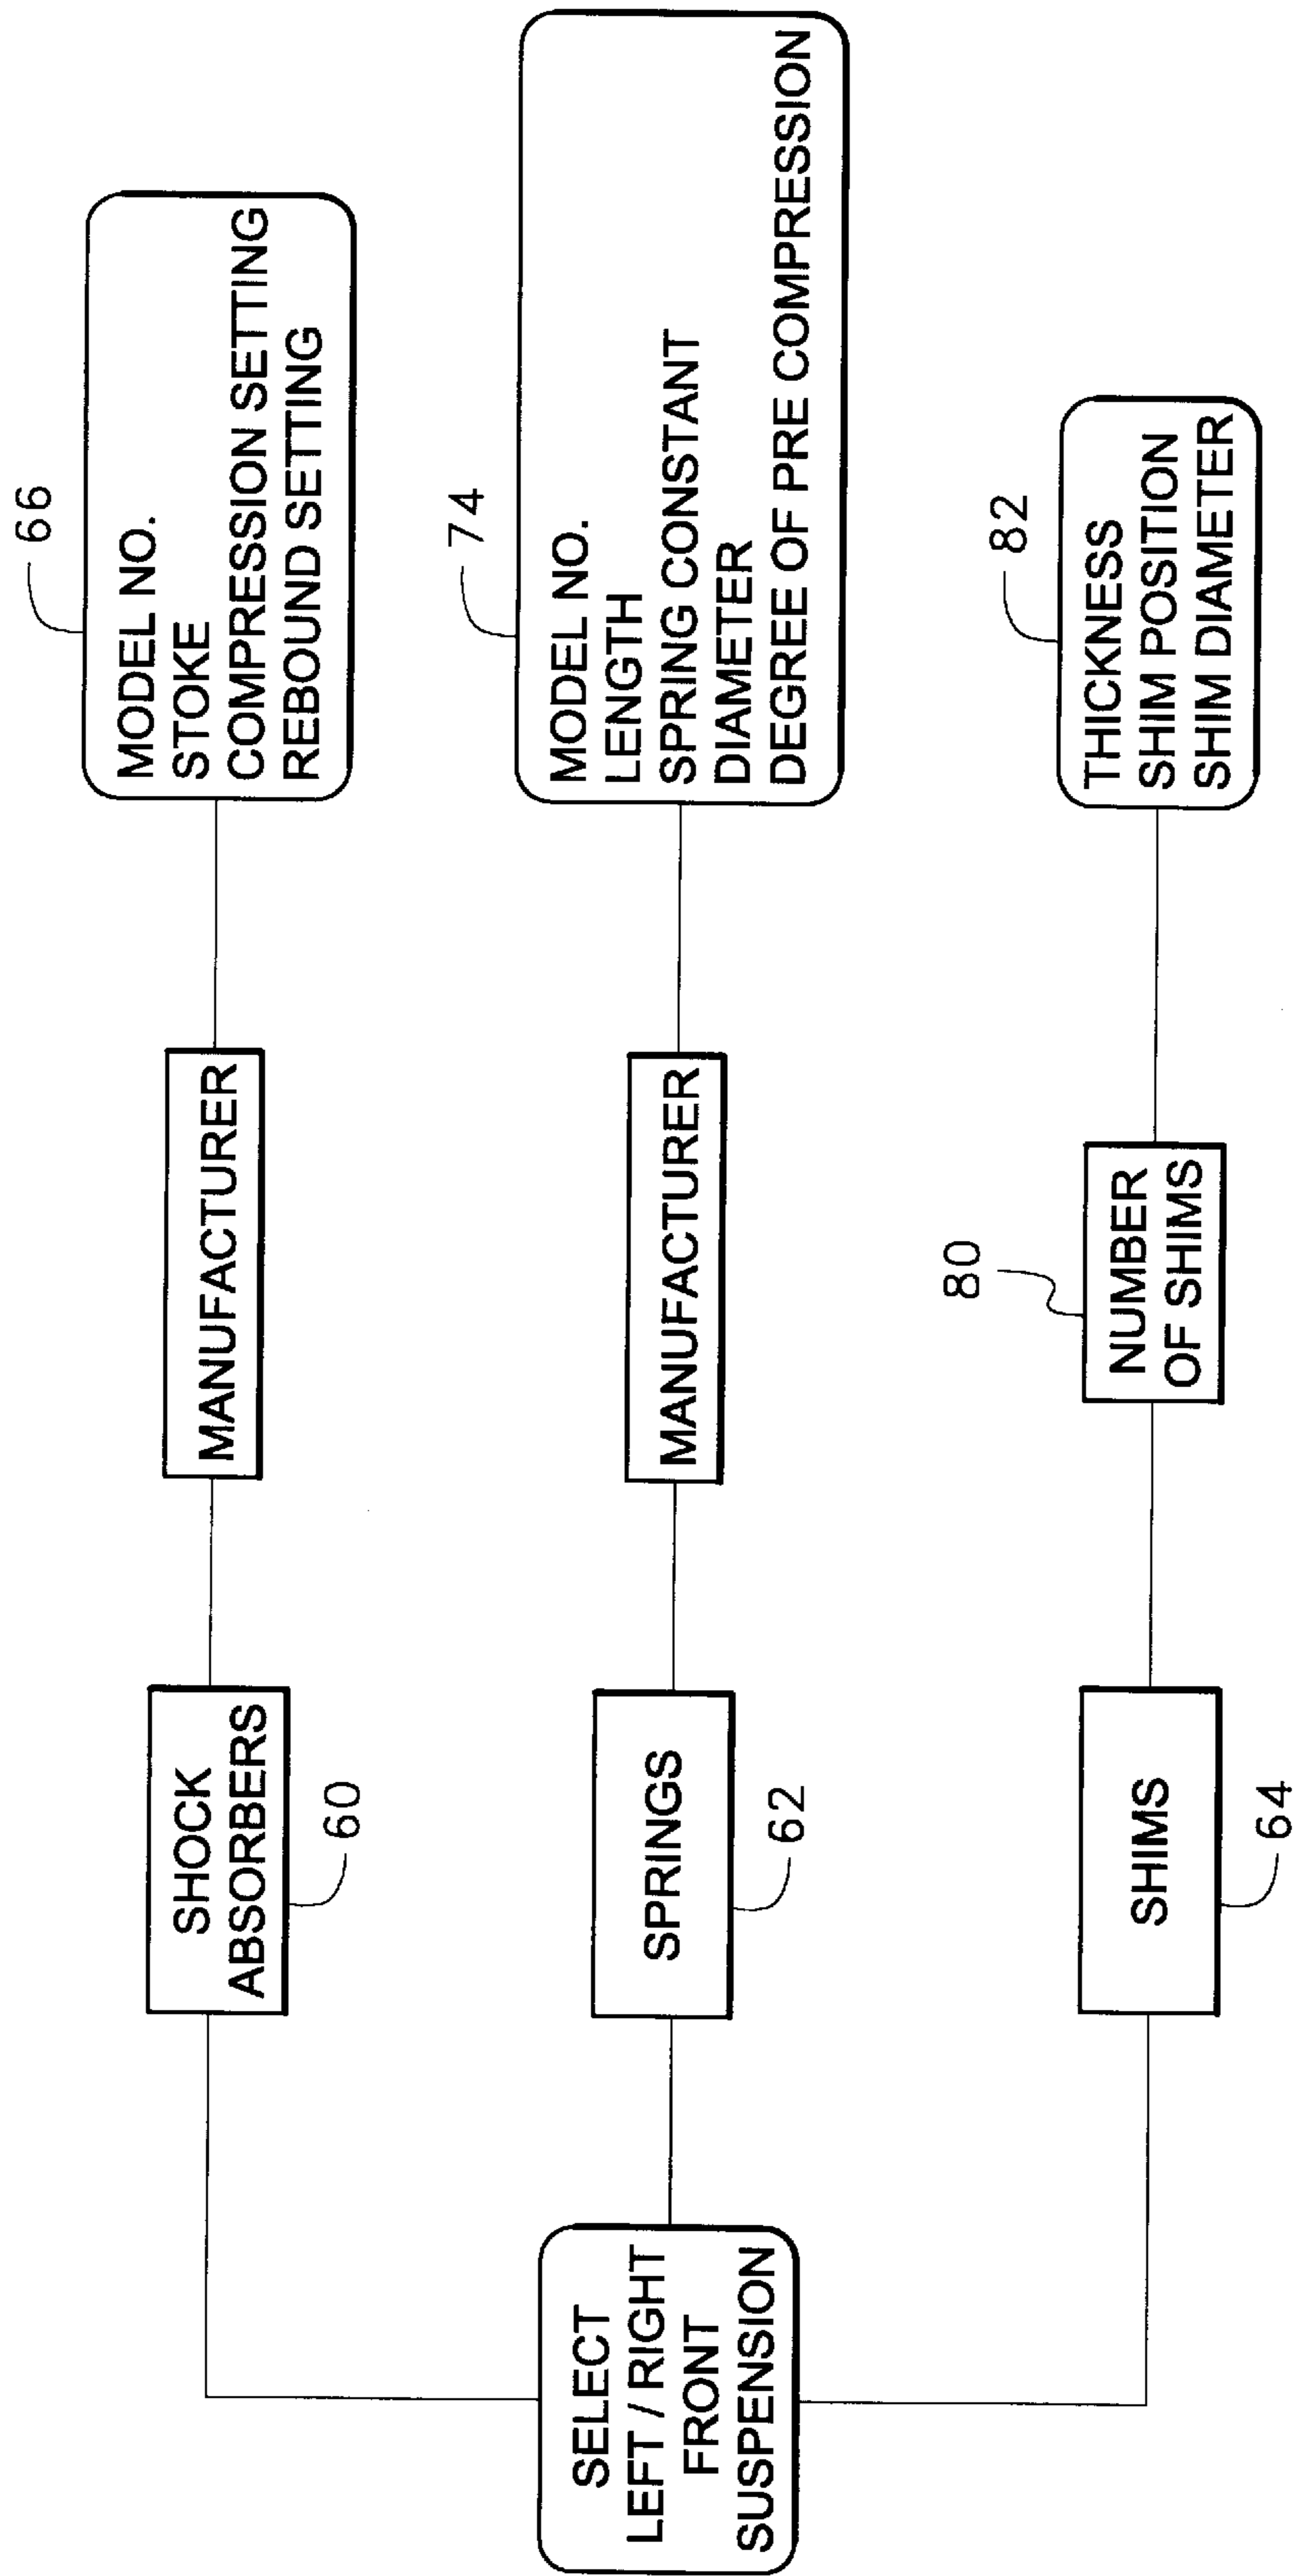 SELECT
LEFT / RIGHT
FRONT
SUSPENSION
SHOCK
ABSORBERS
60
MANUFACTURER
66
MODEL NO.
STOKE
COMPRESSION SETTING
REBOUND SETTING
SPRINGS
62
MANUFACTURER
74
MODEL NO.
LENGTH
SPRING CONSTANT
DIAMETER
DEGREE OF PRE COMPRESSION
SHIMS
64
80
NUMBER
OF SHIMS
82
THICKNESS
SHIM POSITION
SHIM DIAMETER